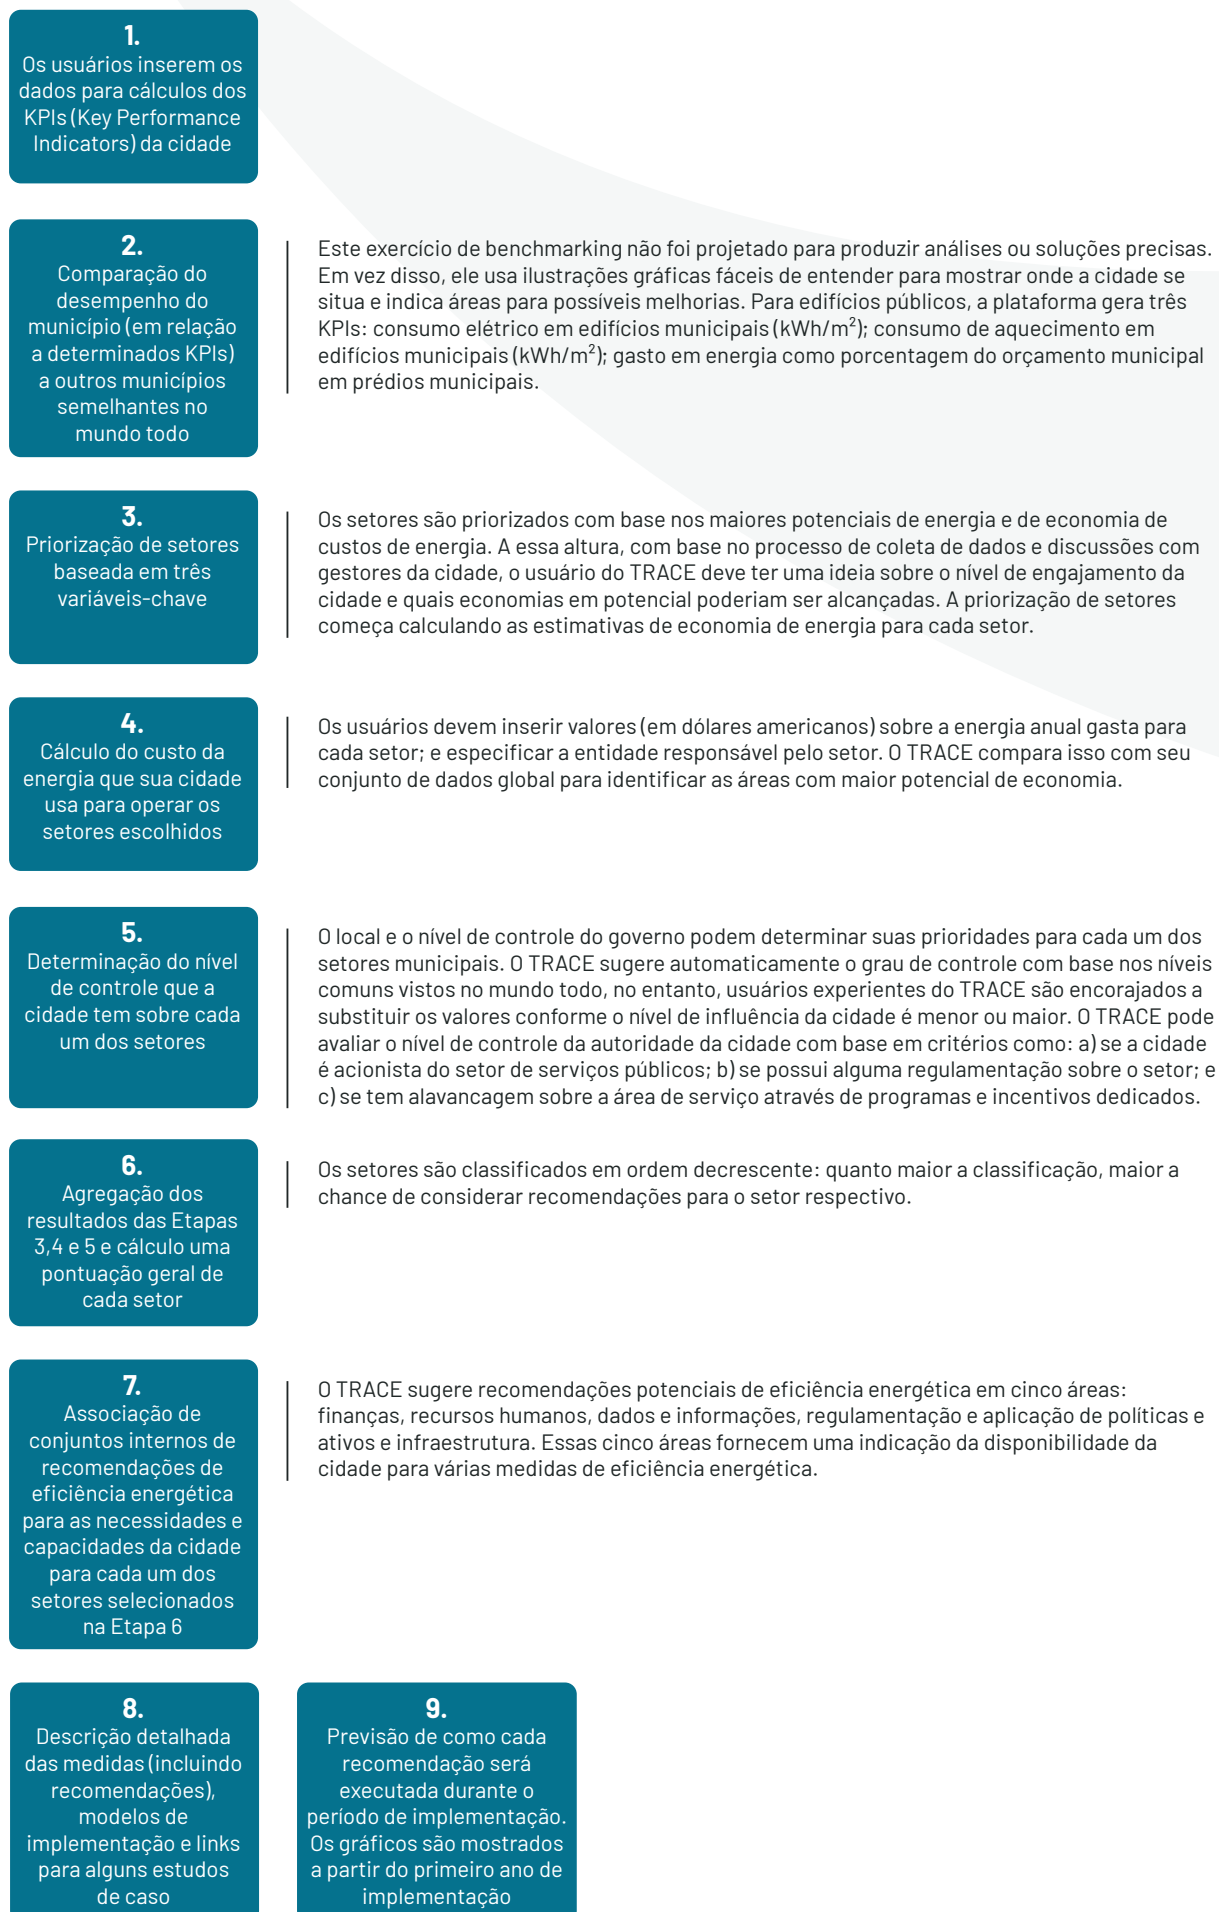 1.
Os usuários inserem os
dados para cálculos dos
KPIs (Key Performance
Indicators) da cidade
2.
Comparação do
desempenho do
município (em relação
a determinados KPIs)
a outros municípios
semelhantes no
mundo todo
Este exercício de benchmarking não foi projetado para produzir análises ou soluções precisas.
Em vez disso, ele usa ilustrações gráficas fáceis de entender para mostrar onde a cidade se
situa e indica áreas para possíveis melhorias. Para edifícios públicos, a plataforma gera três
KPIs: consumo elétrico em edifícios municipais (kWh/m²); consumo de aquecimento em
edifícios municipais (kWh/m²); gasto em energia como porcentagem do orçamento municipal
em prédios municipais.
3.
Priorização de setores
baseada em três
variáveis-chave
Os setores são priorizados com base nos maiores potenciais de energia e de economia de
custos de energia. A essa altura, com base no processo de coleta de dados e discussões com
gestores da cidade, o usuário do TRACE deve ter uma ideia sobre o nível de engajamento da
cidade e quais economias em potencial poderiam ser alcançadas. A priorização de setores
começa calculando as estimativas de economia de energia para cada setor.
4.
Cálculo do custo da
energia que sua cidade
usa para operar os
setores escolhidos
Os usuários devem inserir valores (em dólares americanos) sobre a energia anual gasta para
cada setor; e especificar a entidade responsável pelo setor. O TRACE compara isso com seu
conjunto de dados global para identificar as áreas com maior potencial de economia.
5.
Determinação do nível
de controle que a
cidade tem sobre cada
um dos setores
O local e o nível de controle do governo podem determinar suas prioridades para cada um dos
setores municipais. O TRACE sugere automaticamente o grau de controle com base nos níveis
comuns vistos no mundo todo, no entanto, usuários experientes do TRACE são encorajados a
substituir os valores conforme o nível de influência da cidade é menor ou maior. O TRACE pode
avaliar o nível de controle da autoridade da cidade com base em critérios como: a) se a cidade
é acionista do setor de serviços públicos; b) se possui alguma regulamentação sobre o setor; e
c) se tem alavancagem sobre a área de serviço através de programas e incentivos dedicados.
6.
Agregação dos
resultados das Etapas
3,4 e 5 e cálculo uma
pontuação geral de
cada setor
Os setores são classificados em ordem decrescente: quanto maior a classificação, maior a
chance de considerar recomendações para o setor respectivo.
7.
Associação de
conjuntos internos de
recomendações de
eficiência energética
para as necessidades e
capacidades da cidade
para cada um dos
setores selecionados
na Etapa 6
O TRACE sugere recomendações potenciais de eficiência energética em cinco áreas:
finanças, recursos humanos, dados e informações, regulamentação e aplicação de políticas e
ativos e infraestrutura. Essas cinco áreas fornecem uma indicação da disponibilidade da
cidade para várias medidas de eficiência energética.
8.
Descrição detalhada
das medidas (incluindo
recomendações),
modelos de
implementação e links
para alguns estudos
de caso
9.
Previsão de como cada
recomendação será
executada durante o
período de implementação.
Os gráficos são mostrados
a partir do primeiro ano de
implementação